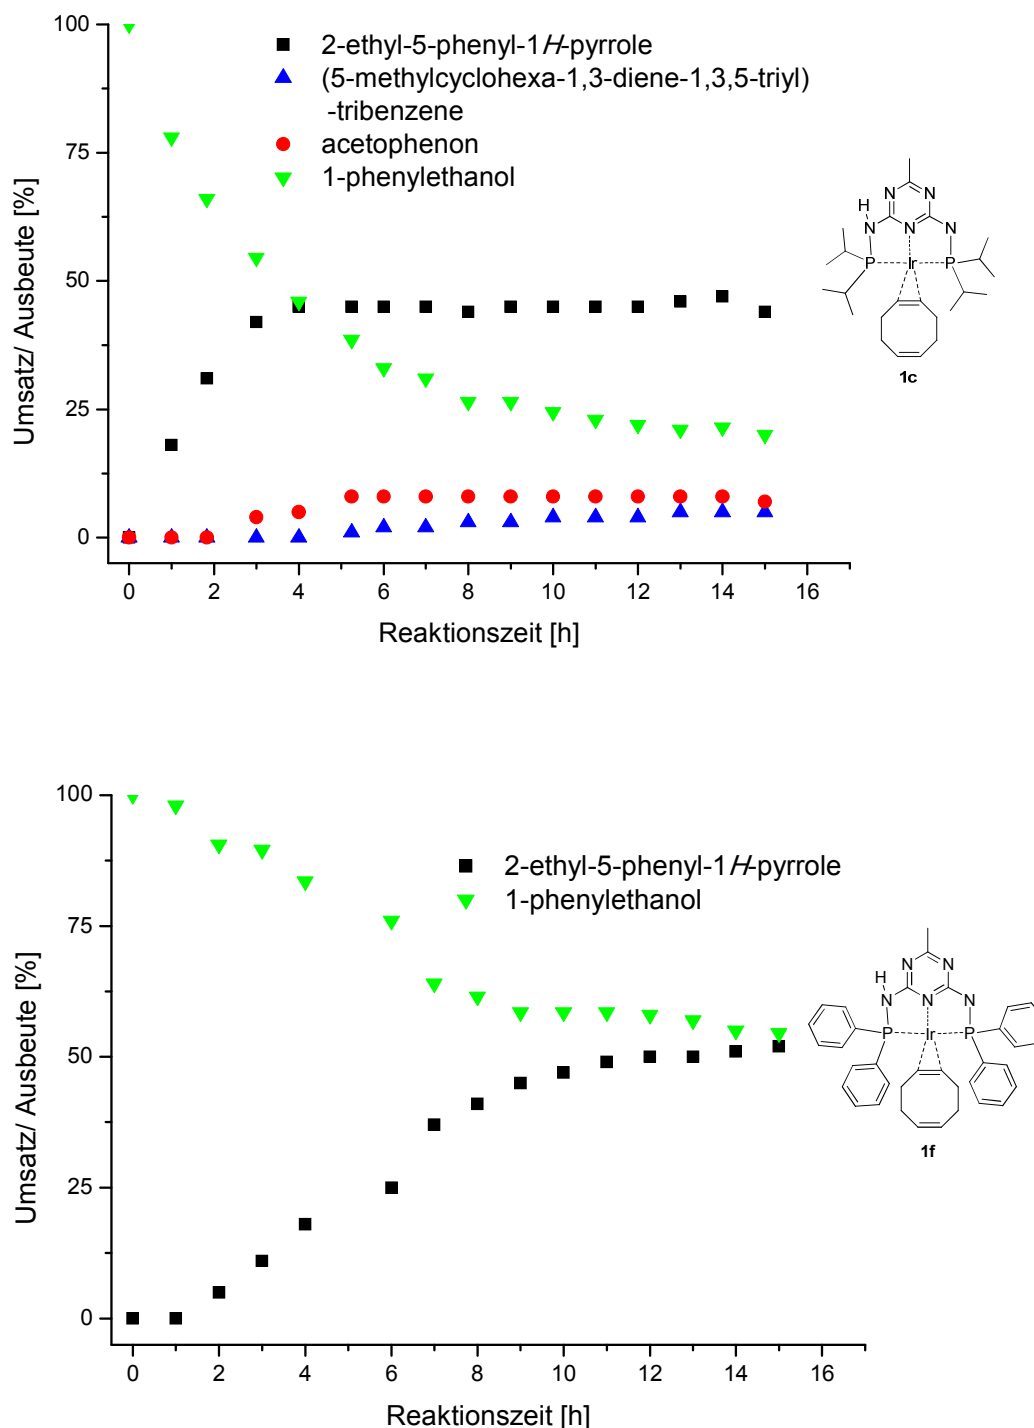 100
75
50
25
0
Umsatz/ Ausbeute [%]
2-ethyl-5-phenyl-1H-pyrrole
(5-methylcyclohexa-1,3-diene-1,3,5-triyl)
-tribenzene
acetophenon
1-phenylethanol
0 2 4 6 8 10 12 14 16
Reaktionszeit [h]
N N
H
N N N
P Ir P
1c
100
75
50
25
0
Umsatz/ Ausbeute [%]
2-ethyl-5-phenyl-1H-pyrrole
1-phenylethanol
0 2 4 6 8 10 12 14 16
Reaktionszeit [h]
N N
H
N N N
P Ir P
1f